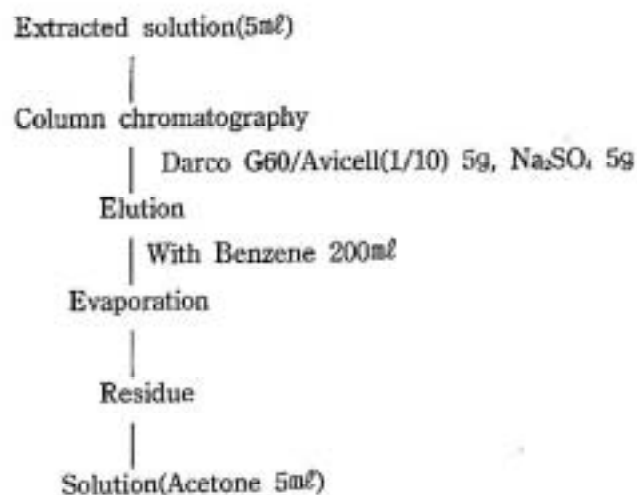 Extracted solution(5㎖)
Column chromatography
Darco G60/Avicell(1/10) 5g, Na₂SO₄ 5g
Elution
With Benzene 200㎖
Evaporation
Residue
Solution(Acetone 5㎖)